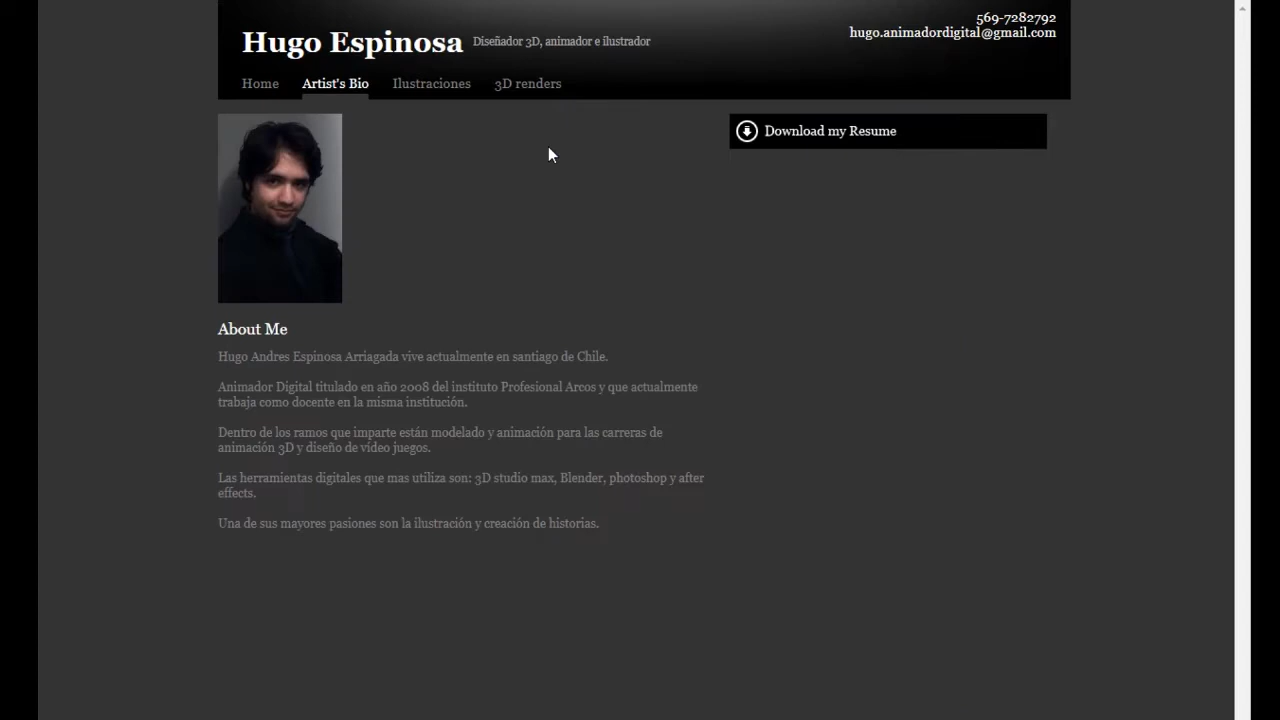 569-7282792
Hugo Espinosa Diseñador 3D, animador e ilustrador
hugo.animadordigital@gmail.com
Home Artist's Bio Ilustraciones 3D renders
Download my Resume
About Me
Hugo Andres Espinosa Arriagada vive actualmente en santiago de Chile.
Animador Digital titulado en año 2008 del instituto Profesional Arcos y que actualmente
trabaja como docente en la misma institución.
Dentro de los ramos que imparte están modelado y animación para las carreras de
animación 3D y diseño de vídeo juegos.
Las herramientas digitales que mas utiliza son: 3D studio max, Blender, photoshop y after
effects.
Una de sus mayores pasiones son la ilustración y creación de historias.